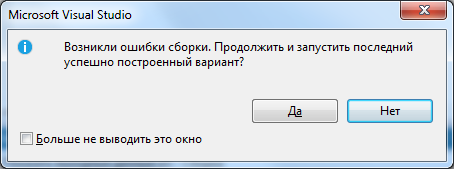 Microsoft Visual Studio
Возникли ошибки сборки. Продолжить и запустить последний
успешно построенный вариант?
Да
Нет
Больше не выводить это окно